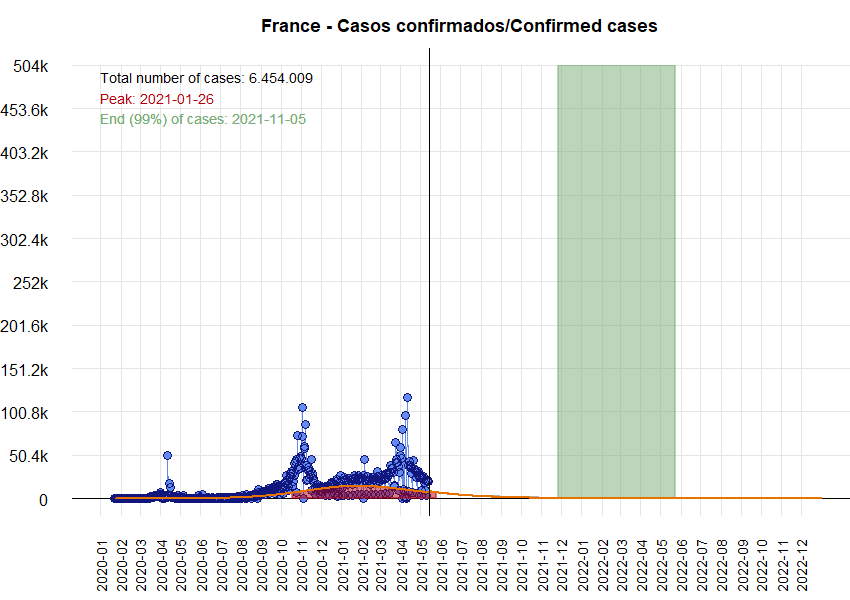 France - Casos confirmados/Confirmed cases
504k
453.6k
403.2k
352.8k
302.4k
252k
201.6k
151.2k
100.8k
50.4k
0
Total number of cases: 6.454.009
Peak: 2021-01-26
End (99%) of cases: 2021-11-05
2020-01
2020-02
2020-03
2020-04
2020-05
2020-06
2020-07
2020-08
2020-09
2020-10
2020-11
2020-12
2021-01
2021-02
2021-03
2021-04
2021-05
2021-06
2021-07
2021-08
2021-09
2021-10
2021-11
2021-12
2022-01
2022-02
2022-03
2022-04
2022-05
2022-06
2022-07
2022-08
2022-09
2022-10
2022-11
2022-12